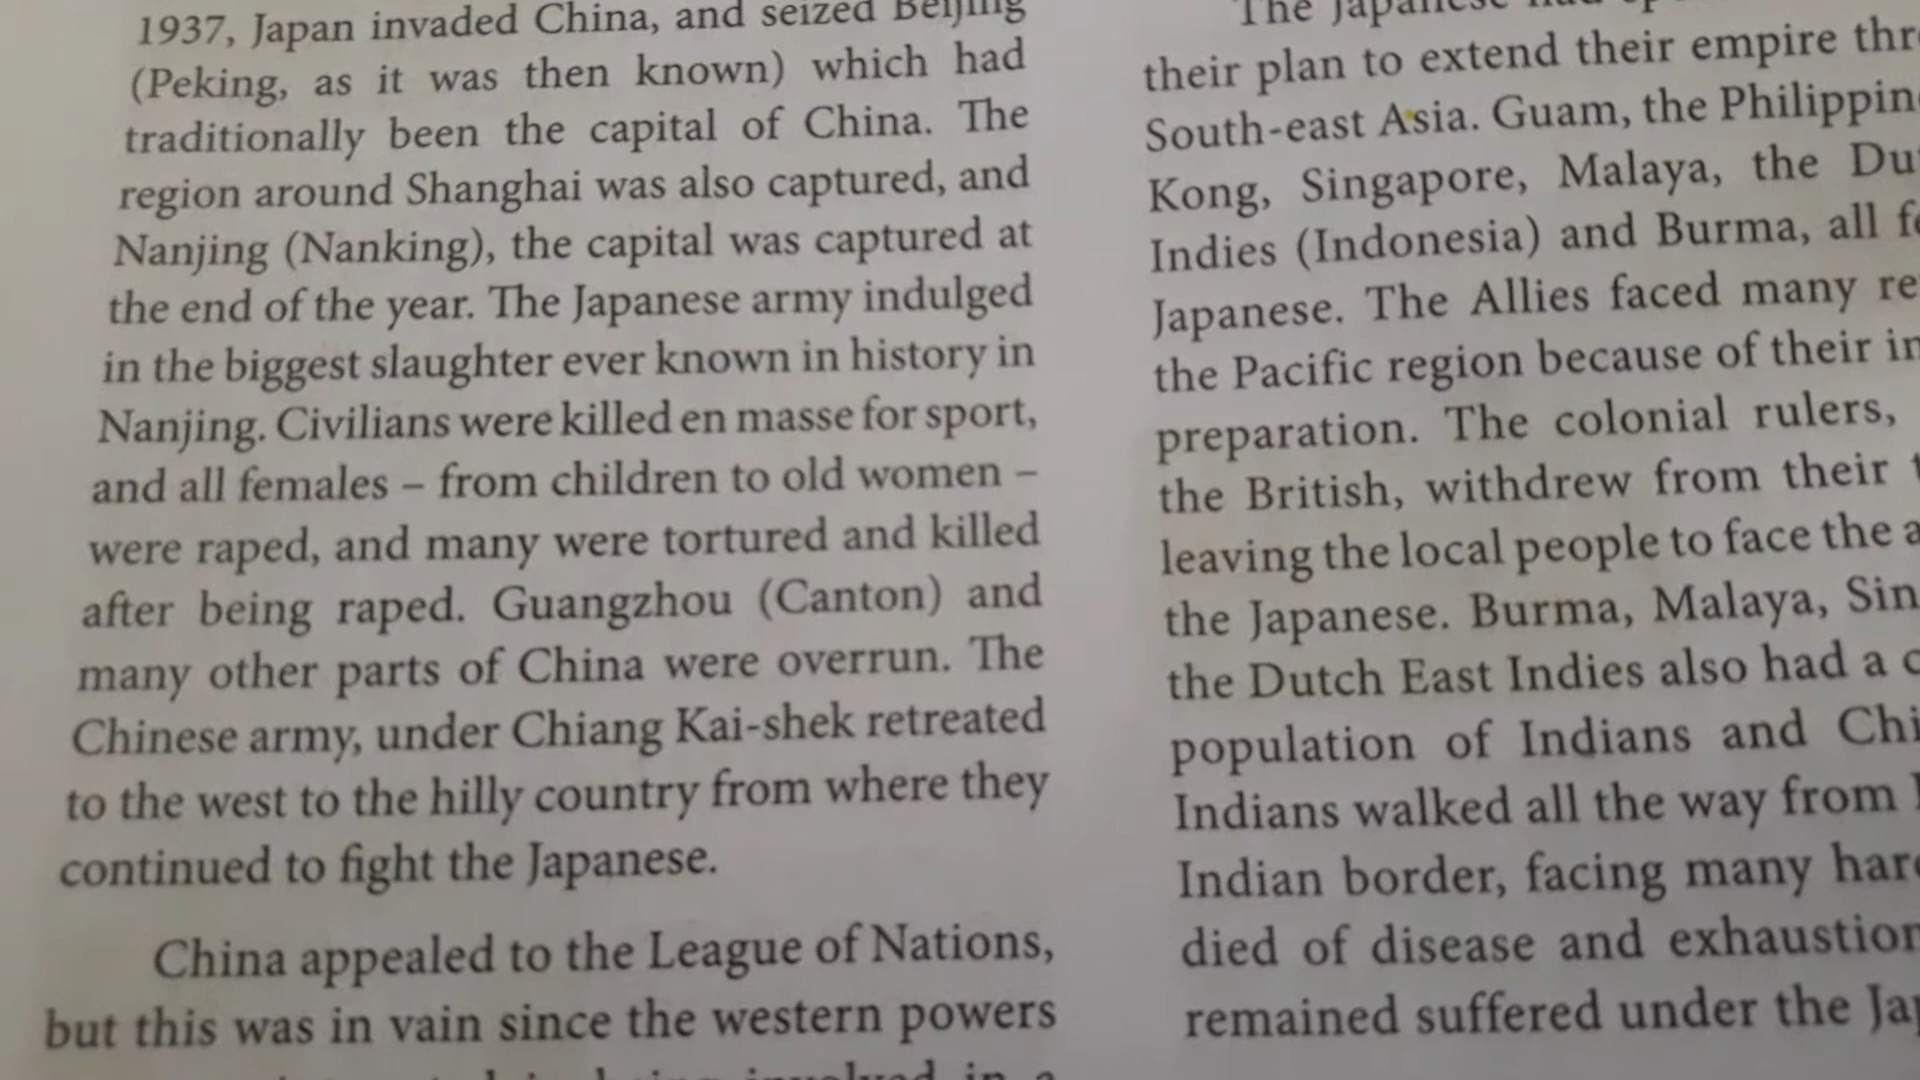 1937, Japan invaded China, and seized Beijing
(Peking, as it was then known) which had
traditionally been the capital of China. The
region around Shanghai was also captured, and
Nanjing (Nanking), the capital was captured at
the end of the year. The Japanese army indulged
in the biggest slaughter ever known in history in
Nanjing. Civilians were killed en masse for sport,
and all females – from children to old women –
were raped, and many were tortured and killed
after being raped. Guangzhou (Canton) and
many other parts of China were overrun. The
Chinese army, under Chiang Kai-shek retreated
to the west to the hilly country from where they
continued to fight the Japanese.
China appealed to the League of Nations,
but this was in vain since the western powers
involved in a
The Japanese had
their plan to extend their empire
South-east Asia. Guam, the
Kong, Singapore, Malaya, the
Indies (Indonesia) and Burma, all
Japanese. The Allies faced many
the Pacific region because of their
preparation. The colonial rulers,
the British, withdrew from their
leaving the local people to face the
the Japanese. Burma, Malaya,
the Dutch East Indies also had a
population of Indians and
Indians walked all the way from
Indian border, facing many
died of disease and
remained suffered under the